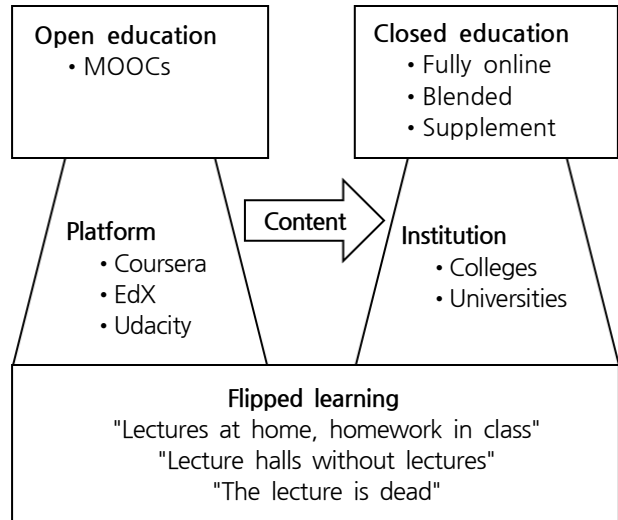 Open education
• MOOCs
Closed education
• Fully online
• Blended
• Supplement
Platform
• Coursera
• EdX
• Udacity
Content
Institution
• Colleges
• Universities
Flipped learning
"Lectures at home, homework in class"
"Lecture halls without lectures"
"The lecture is dead"